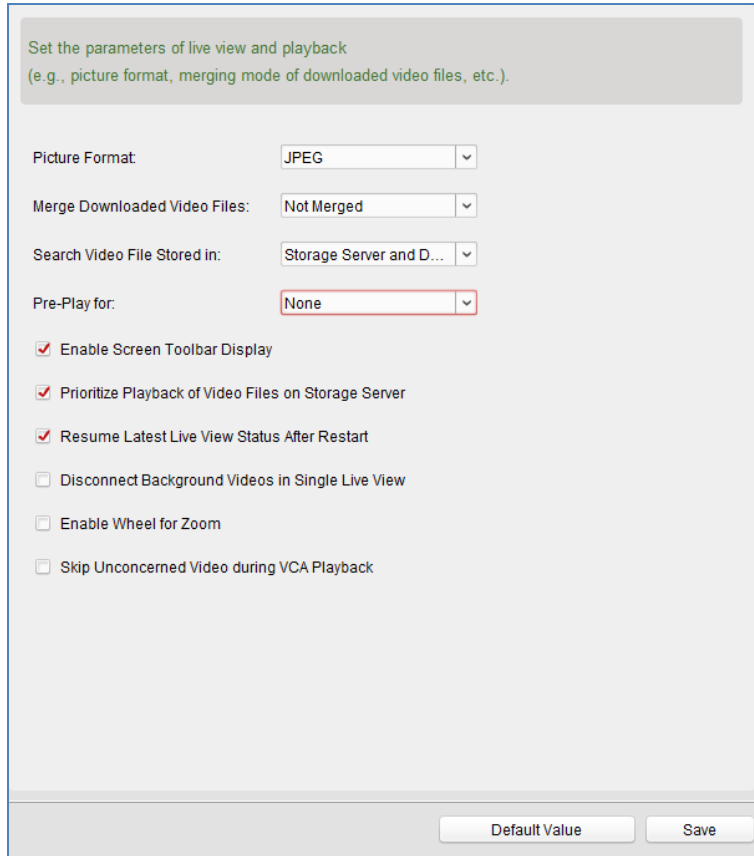 Set the parameters of live view and playback
(e.g., picture format, merging mode of downloaded video files, etc.).
Picture Format: JPEG
Merge Downloaded Video Files: Not Merged
Search Video File Stored in: Storage Server and D...
Pre-Play for: None
Enable Screen Toolbar Display
Prioritize Playback of Video Files on Storage Server
Resume Latest Live View Status After Restart
Disconnect Background Videos in Single Live View
Enable Wheel for Zoom
Skip Unconcerned Video during VCA Playback
Default Value Save